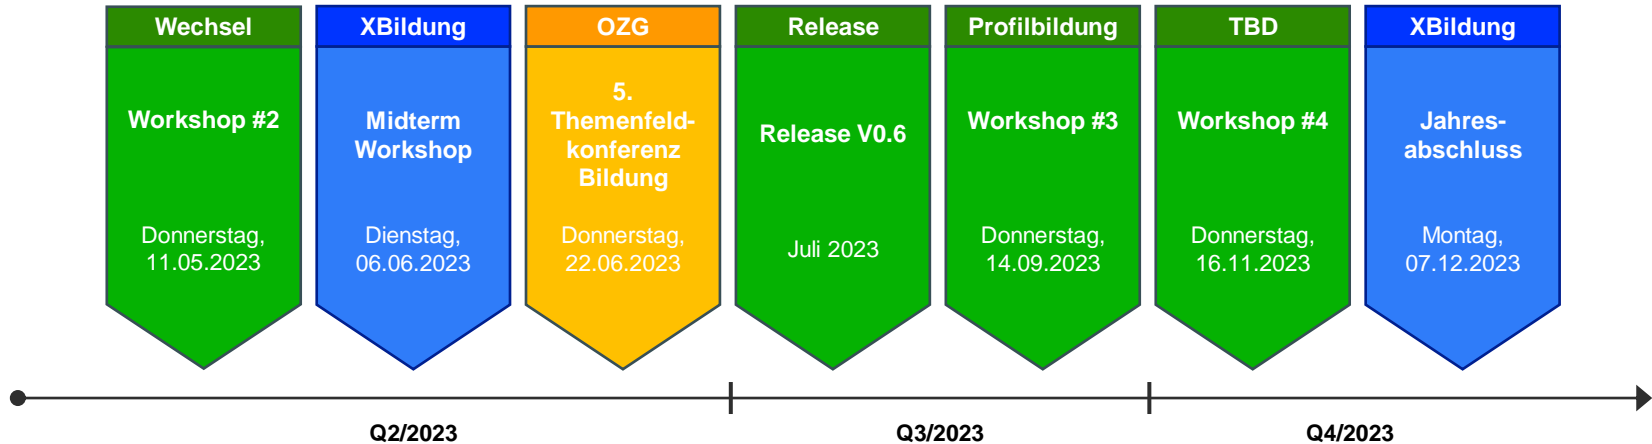 Wechsel
Workshop #2
Donnerstag,
11.05.2023
XBildung
Midterm
Workshop
Dienstag,
06.06.2023
OZG
5.
Themenfeld-
konferenz
Bildung
Donnerstag,
22.06.2023
Release
Release V0.6
Juli 2023
Profilbildung
Workshop #3
Donnerstag,
14.09.2023
TBD
Workshop #4
Donnerstag,
16.11.2023
XBildung
Jahres-
abschluss
Montag,
07.12.2023
Q2/2023
Q3/2023
Q4/2023